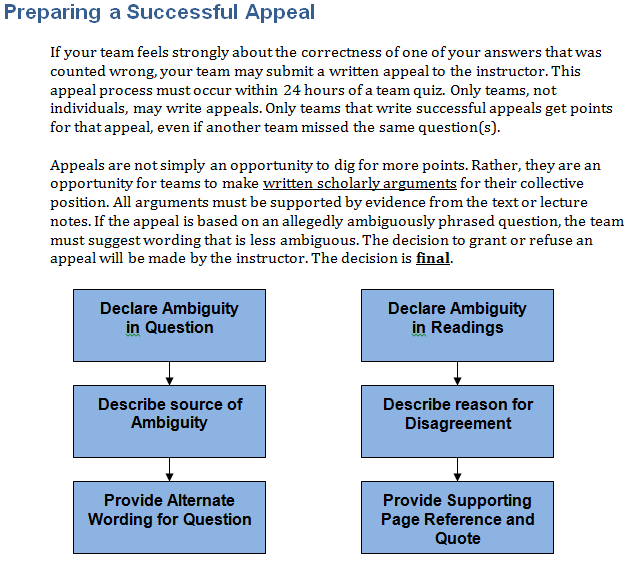 Preparing a Successful Appeal
If your team feels strongly about the correctness of one of your answers that was
counted wrong, your team may submit a written appeal to the instructor. This
appeal process must occur within 24 hours of a team quiz. Only teams, not
individuals, may write appeals. Only teams that write successful appeals get points
for that appeal, even if another team missed the same question(s).
Appeals are not simply an opportunity to dig for more points. Rather, they are an
opportunity for teams to make written scholarly arguments for their collective
position. All arguments must be supported by evidence from the text or lecture
notes. If the appeal is based on an allegedly ambiguously phrased question, the team
must suggest wording that is less ambiguous. The decision to grant or refuse an
appeal will be made by the instructor. The decision is final.
Declare Ambiguity
in Question
Describe source of
Ambiguity
Provide Alternate
Wording for Question
Declare Ambiguity
in Readings
Describe reason for
Disagreement
Provide Supporting
Page Reference and
Quote